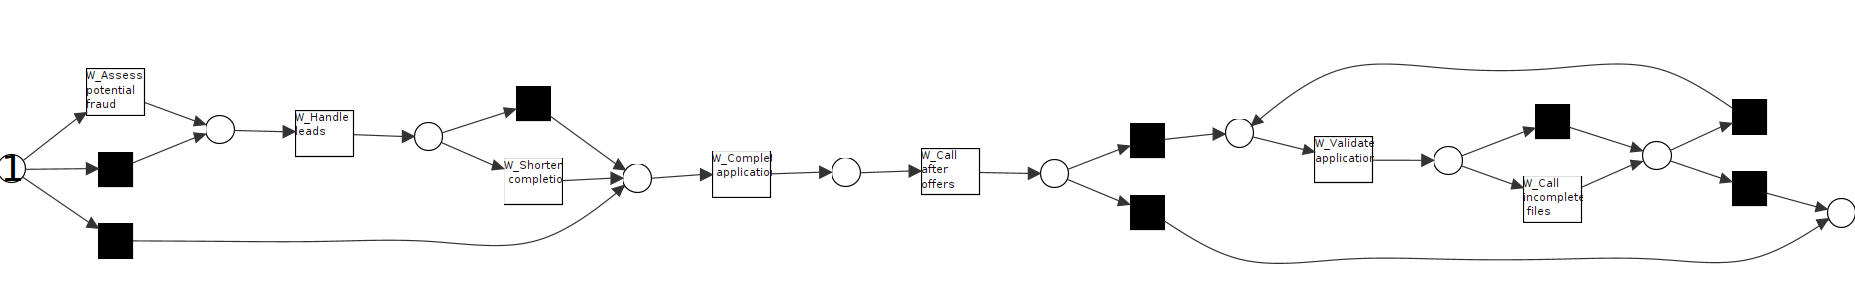 1
W_Assess
potential
fraud
W_Handle
leads
W_Shorten
completio
W_Complet
applicatio
W_Call
after
offers
W_Validate
application
W_Call
incomplete
files